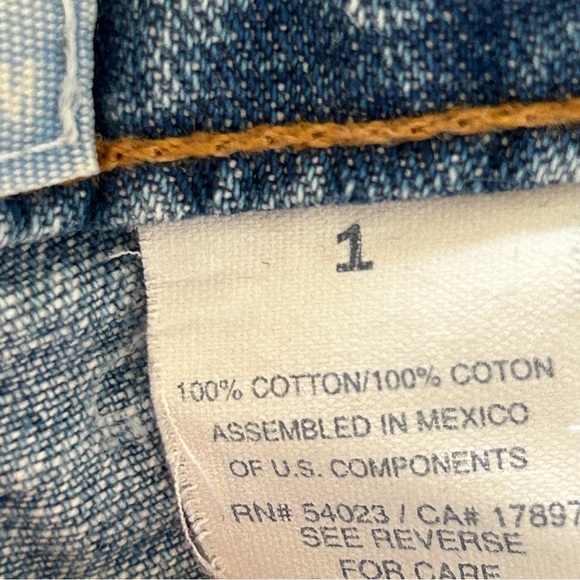 1
100% COTTON/100% COTON
ASSEMBLED IN MEXICO
OF U.S. COMPONENTS
RN# 54023 / CA# 17897
SEE REVERSE
FOR CARE